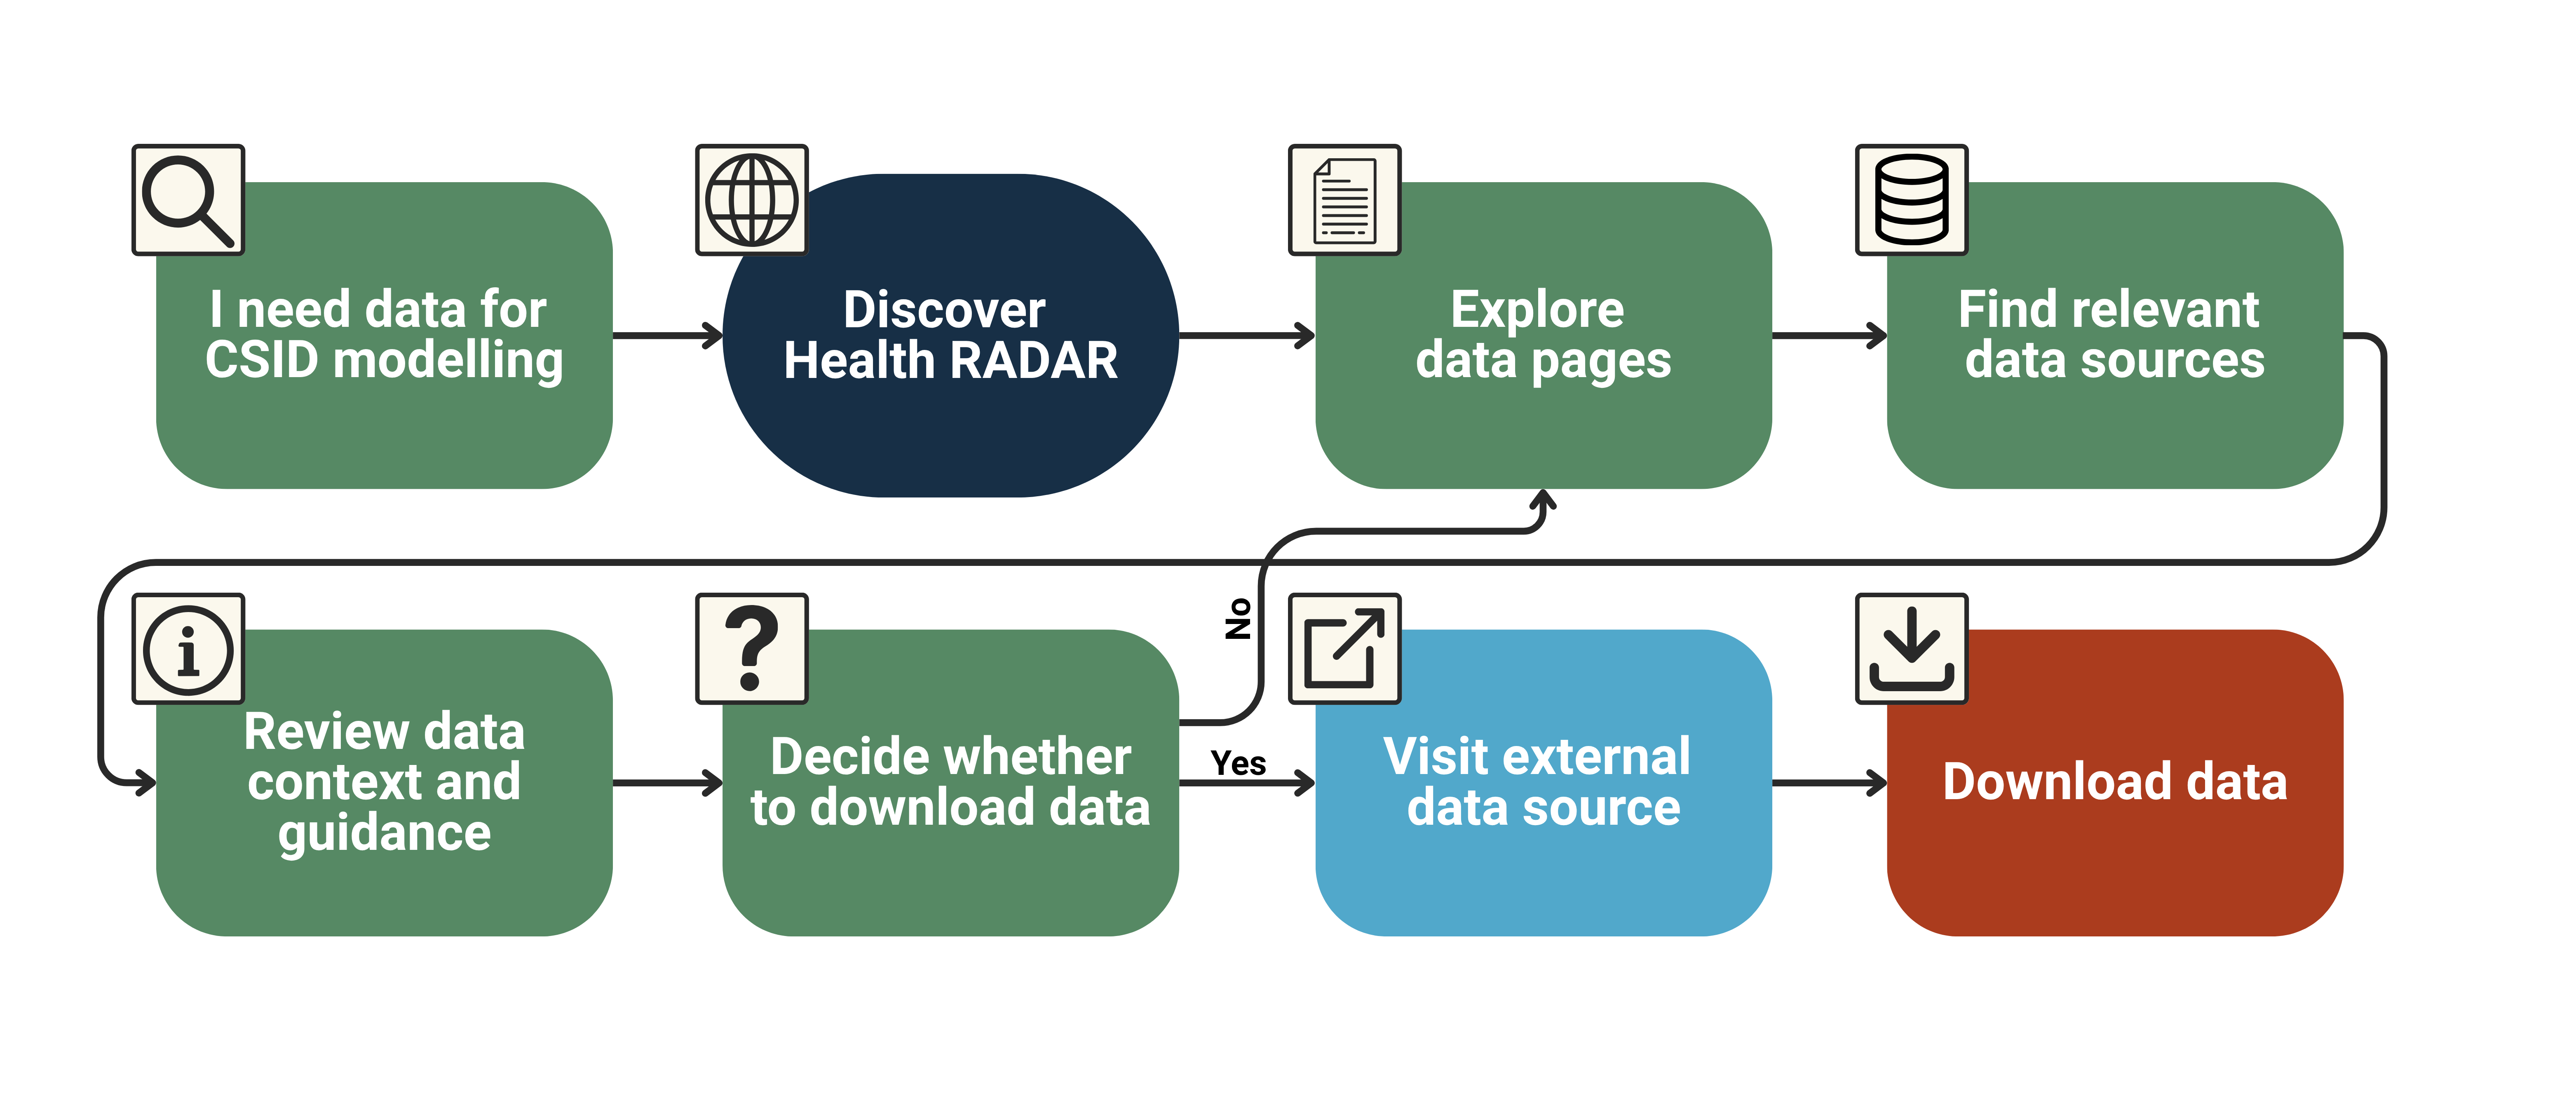 I need data for
CSID modelling
Discover
Health RADAR
Explore
data pages
Find relevant
data sources
Review data
context and
guidance
Decide whether
to download data
No
Yes
Visit external
data source
Download data